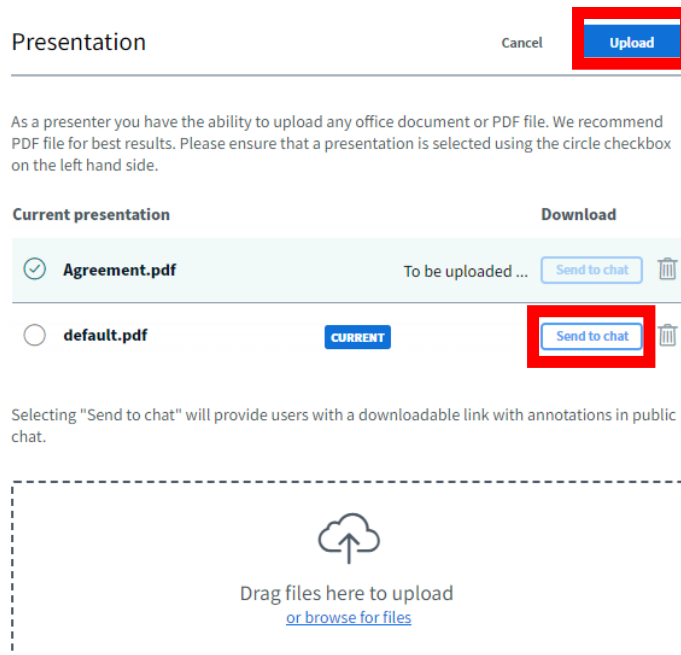 Presentation
Cancel
Upload
As a presenter you have the ability to upload any office document or PDF file. We recommend
PDF file for best results. Please ensure that a presentation is selected using the circle checkbox
on the left hand side.
Current presentation
Download
Agreement.pdf
To be uploaded ...
Send to chat
default.pdf
CURRENT
Send to chat
Selecting "Send to chat" will provide users with a downloadable link with annotations in public
chat.
Drag files here to upload
or browse for files